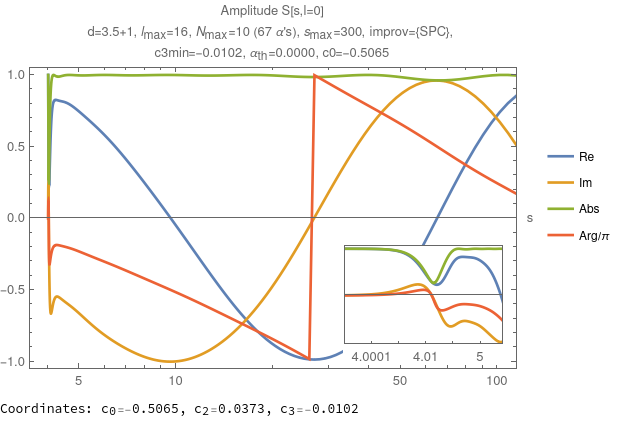 Amplitude S[s,l=0]
d=3.5+1, lmax=16, Nmax=10 (67 α's), smax=300, improv={SPC},
c3min=-0.0102, αth=0.0000, c0=-0.5065
1.0
0.5
0.0
-0.5
-1.0
5
10
50
100
s
Re
Im
Abs
Arg/π
4.0001
4.01
5
Coordinates: c0=-0.5065, c2=0.0373, c3=-0.0102